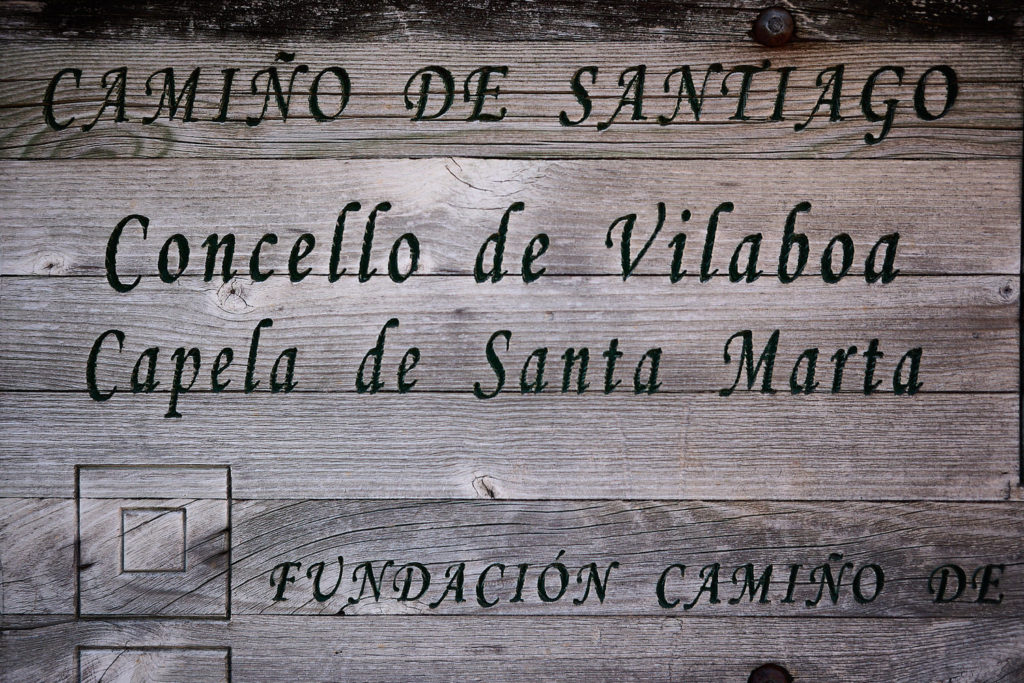 CAMIÑO DE SANTIAGO
Concello de Vilaboa
Capela de Santa Marta
FUNDACIÓN CAMIÑO DE